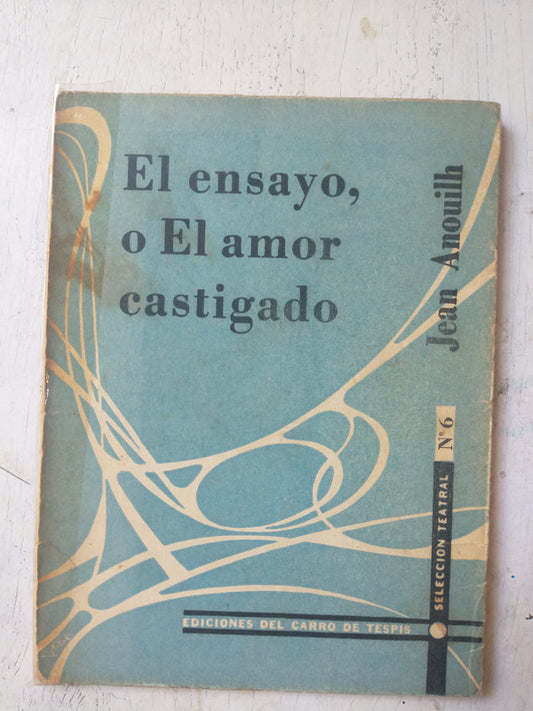 El ensayo,
o El amor
castigado
Jean Anouilh
SELECCION TEATRAL Nº 6
EDICIONES DEL CARRO DE TESPIS